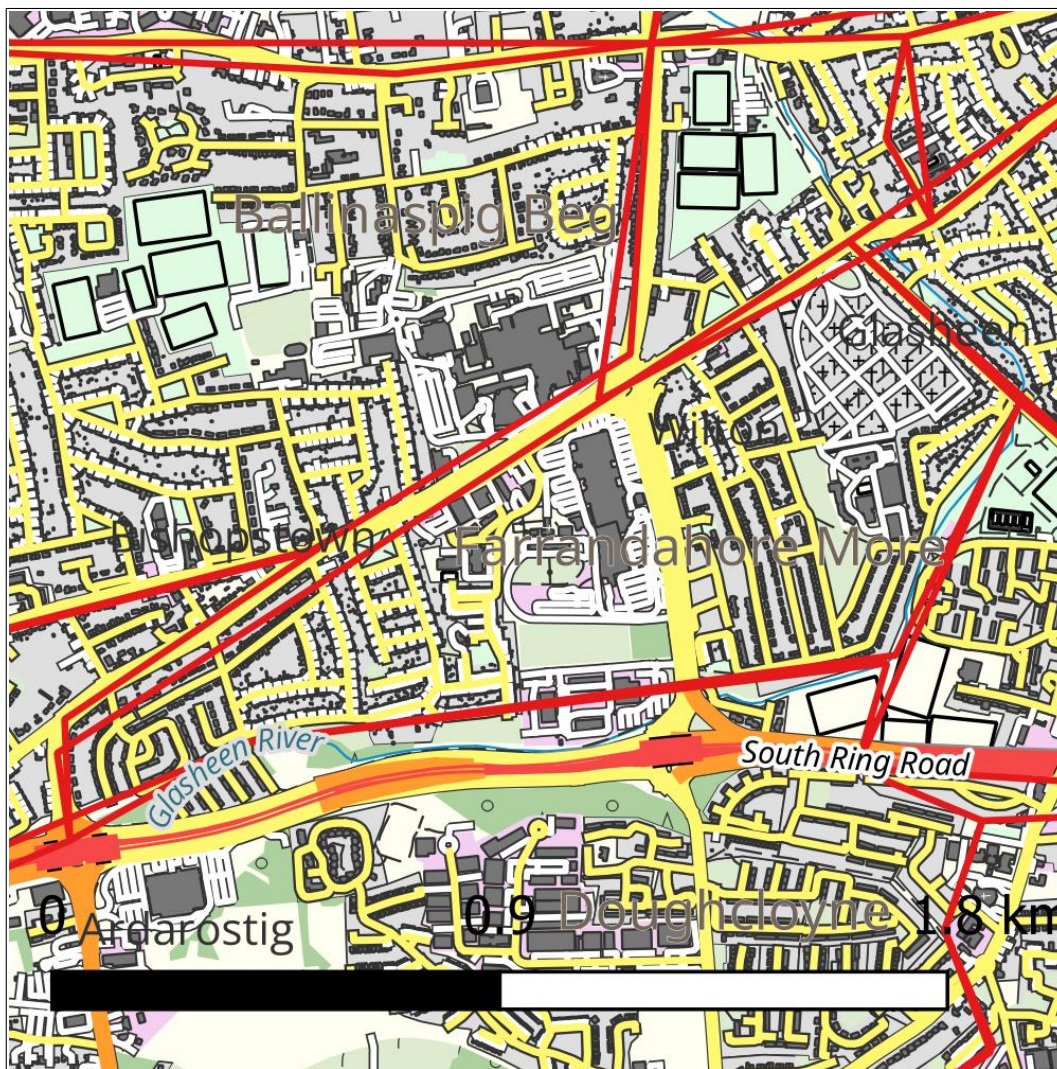 Ballinaspig Beg
Glasheen
Wilton
Bishopstown
Farrandahore More
Glasheen River
South Ring Road
0 0.9 1.8 km
Ardarostig
Doughcloyne